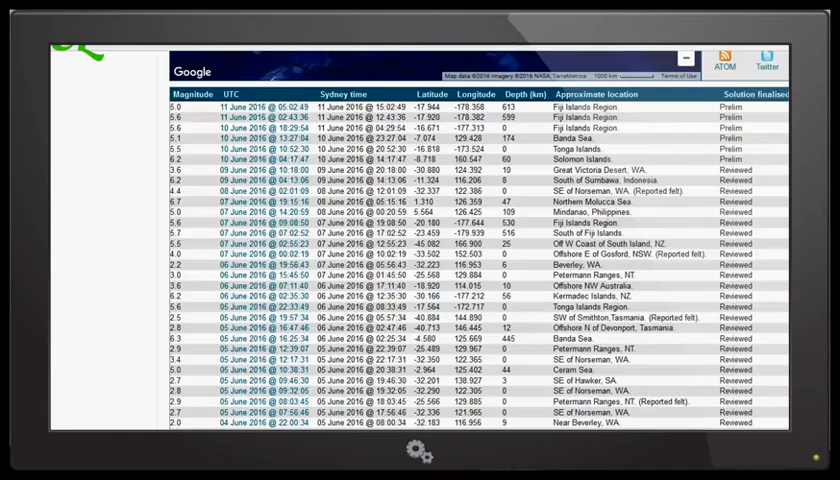 ATOM
Twitter
Google
Map data ©2016 Imagery ©2016 NASA, TerraMetrics 1000 km Terms of Use
Magnitude UTC Sydney time Latitude Longitude Depth (km) Approximate location Solution finalised
5.0 11 June 2016 @ 05:02:49 11 June 2016 @ 15:02:49 -17.944 -178.358 613 Fiji Islands Region. Prelim
5.6 11 June 2016 @ 02:43:36 11 June 2016 @ 12:43:36 -17.920 -178.382 599 Fiji Islands Region. Prelim
5.6 10 June 2016 @ 18:29:54 11 June 2016 @ 04:29:54 -16.671 -177.313 0 Fiji Islands Region. Prelim
5.1 10 June 2016 @ 13:27:04 10 June 2016 @ 23:27:04 -7.074 129.428 174 Banda Sea. Prelim
5.5 10 June 2016 @ 10:52:30 10 June 2016 @ 20:52:30 -16.818 -173.524 0 Tonga Islands. Prelim
6.2 10 June 2016 @ 04:17:47 10 June 2016 @ 14:17:47 -8.718 160.547 60 Solomon Islands. Prelim
3.6 09 June 2016 @ 10:18:00 09 June 2016 @ 20:18:00 -30.880 124.392 10 Great Victoria Desert, WA. Reviewed
6.2 09 June 2016 @ 04:13:06 09 June 2016 @ 14:13:06 -11.324 116.206 8 South of Sumbawa, Indonesia. Reviewed
4.4 08 June 2016 @ 02:01:09 08 June 2016 @ 12:01:09 -32.337 122.386 0 SE of Norseman, WA. (Reported felt). Reviewed
6.7 07 June 2016 @ 19:15:16 08 June 2016 @ 05:15:16 1.310 126.359 47 Northern Molucca Sea. Reviewed
5.0 07 June 2016 @ 14:20:59 08 June 2016 @ 00:20:59 5.564 126.425 109 Mindanao, Philippines. Reviewed
5.6 07 June 2016 @ 09:08:50 07 June 2016 @ 19:08:50 -20.180 -177.644 530 Fiji Islands Region. Reviewed
5.7 07 June 2016 @ 07:02:52 07 June 2016 @ 17:02:52 -23.459 -179.939 516 South of Fiji Islands. Reviewed
5.5 07 June 2016 @ 02:55:23 07 June 2016 @ 12:55:23 -45.082 166.900 25 Off W Coast of South Island, NZ. Reviewed
4.0 07 June 2016 @ 00:02:19 07 June 2016 @ 10:02:19 -33.502 152.503 0 Offshore E of Gosford, NSW. (Reported felt). Reviewed
2.2 06 June 2016 @ 19:56:43 07 June 2016 @ 05:56:43 -32.223 116.953 6 Beverley, WA. Reviewed
3.0 06 June 2016 @ 15:45:50 07 June 2016 @ 01:45:50 -25.758 129.884 0 Petermann Ranges, NT. Reviewed
3.6 06 June 2016 @ 07:11:40 06 June 2016 @ 17:11:40 -18.920 114.015 10 Offshore NW Australia. Reviewed
6.2 06 June 2016 @ 02:35:30 06 June 2016 @ 12:35:30 -30.166 -177.212 56 Kermadec Islands, NZ. Reviewed
5.6 05 June 2016 @ 22:33:49 06 June 2016 @ 08:33:49 -17.564 -172.717 0 Tonga Islands Region. Reviewed
2.5 05 June 2016 @ 19:57:34 06 June 2016 @ 05:57:34 -40.884 144.890 0 SW of Smithton,Tasmania. (Reported felt). Reviewed
2.8 05 June 2016 @ 16:47:46 06 June 2016 @ 02:47:46 -40.713 146.445 12 Offshore N of Devonport, Tasmania. Reviewed
6.3 05 June 2016 @ 16:25:34 06 June 2016 @ 02:25:34 -4.580 125.669 445 Banda Sea. Reviewed
2.9 05 June 2016 @ 12:39:07 05 June 2016 @ 22:39:07 -25.489 129.967 0 Petermann Ranges, NT. Reviewed
3.4 05 June 2016 @ 12:17:31 05 June 2016 @ 22:17:31 -32.350 122.365 0 SE of Norseman, WA. Reviewed
5.0 05 June 2016 @ 10:38:31 05 June 2016 @ 20:38:31 -2.964 125.402 44 Ceram Sea. Reviewed
2.7 05 June 2016 @ 09:46:30 05 June 2016 @ 19:46:30 -32.201 138.927 3 SE of Hawker, SA. Reviewed
2.8 05 June 2016 @ 09:32:05 05 June 2016 @ 19:32:05 -32.290 122.305 0 SE of Norseman, WA. Reviewed
2.9 05 June 2016 @ 08:03:45 05 June 2016 @ 18:03:45 -25.566 129.885 0 Petermann Ranges, NT. (Reported felt). Reviewed
2.7 05 June 2016 @ 07:56:46 05 June 2016 @ 17:56:46 -32.336 121.965 0 SE of Norseman, WA. Reviewed
2.0 04 June 2016 @ 22:00:34 05 June 2016 @ 08:00:34 -32.183 116.956 9 Near Beverley, WA. Reviewed